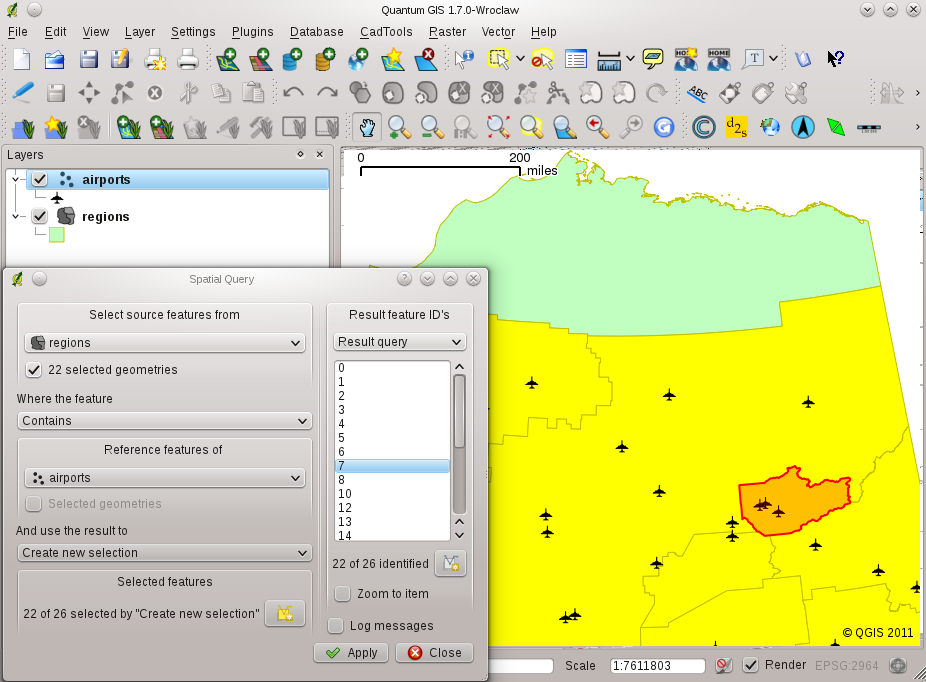 Quantum GIS 1.7.0-Wroclaw
File Edit View Layer Settings Plugins Database CadTools Raster Vector Help
HOME HOME T
ABC
d2s
Layers
airports
regions
0 200
miles
Spatial Query
Select source features from
regions
22 selected geometries
Where the feature
Contains
Reference features of
airports
Selected geometries
And use the result to
Create new selection
Selected features
22 of 26 selected by "Create new selection"
Result feature ID's
Result query
0
1
2
3
4
5
6
7
8
10
12
13
14
22 of 26 identified
Zoom to item
Log messages
Apply Close
© QGIS 2011
Scale 1:7611803 Render EPSG:2964